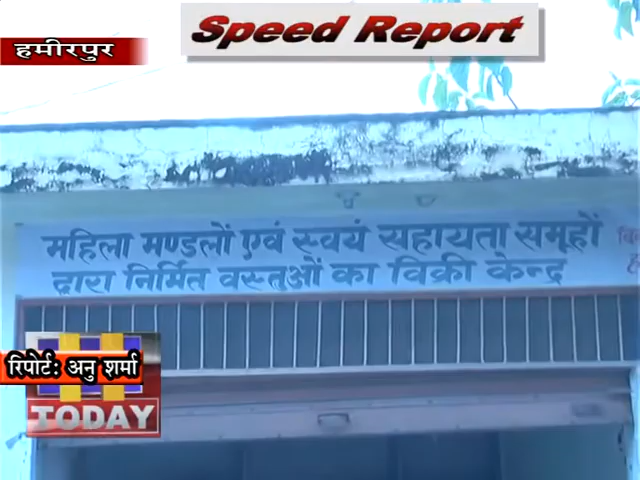 Speed Report
हमीरपुर
महिला मण्डलों एवं स्वयं सहायता समूहों
द्वारा निर्मित वस्तुओं का विक्री केन्द्र
रिपोर्ट: अनु शर्मा
TODAY